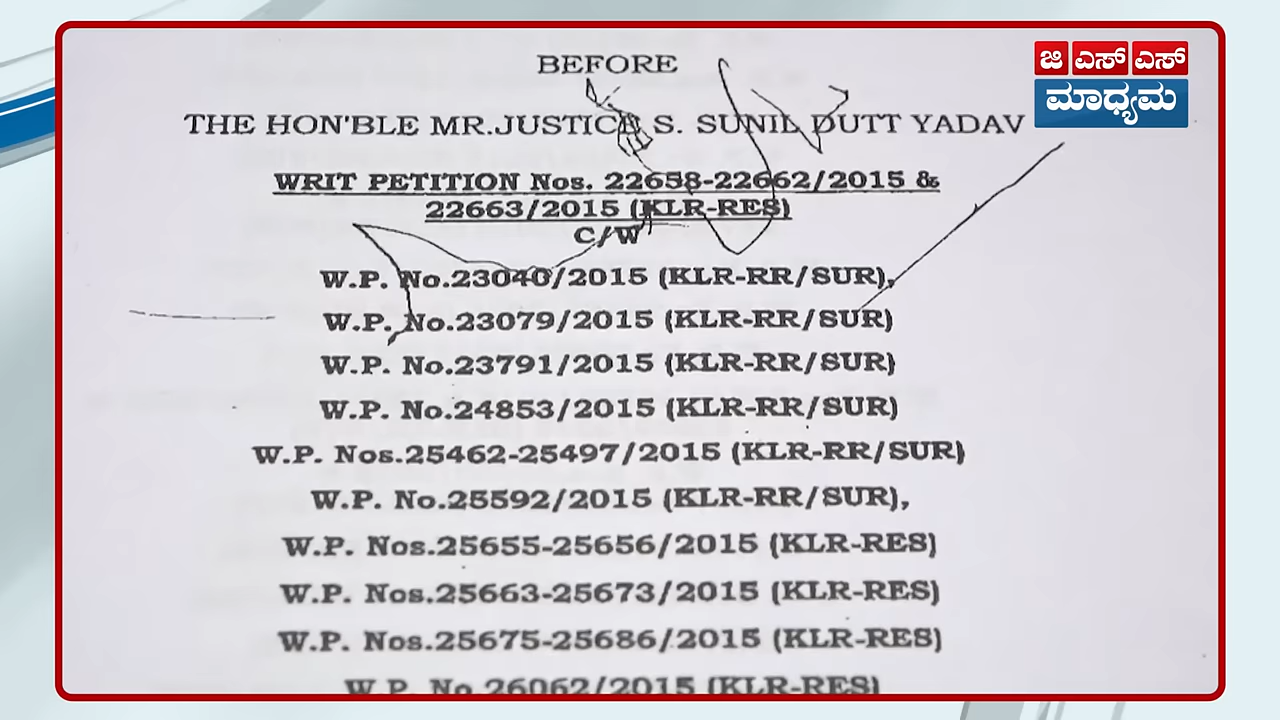 ಜಿ ಎಸ್ ಎಸ್
ಮಾಧ್ಯಮ
BEFORE
THE HON'BLE MR.JUSTICE S. SUNIL DUTT YADAV
WRIT PETITION Nos. 22658-22662/2015 &
22663/2015 (KLR-RES)
C/W
W.P. No.23040/2015 (KLR-RR/SUR),
W.P. No.23079/2015 (KLR-RR/SUR)
W.P. No.23791/2015 (KLR-RR/SUR)
W.P. No.24853/2015 (KLR-RR/SUR)
W.P. Nos.25462-25497/2015 (KLR-RR/SUR)
W.P. No.25592/2015 (KLR-RR/SUR),
W.P. Nos.25655-25656/2015 (KLR-RES)
W.P. Nos.25663-25673/2015 (KLR-RES)
W.P. Nos.25675-25686/2015 (KLR-RES)
W.P. No.26062/2015 (KLR-RES)